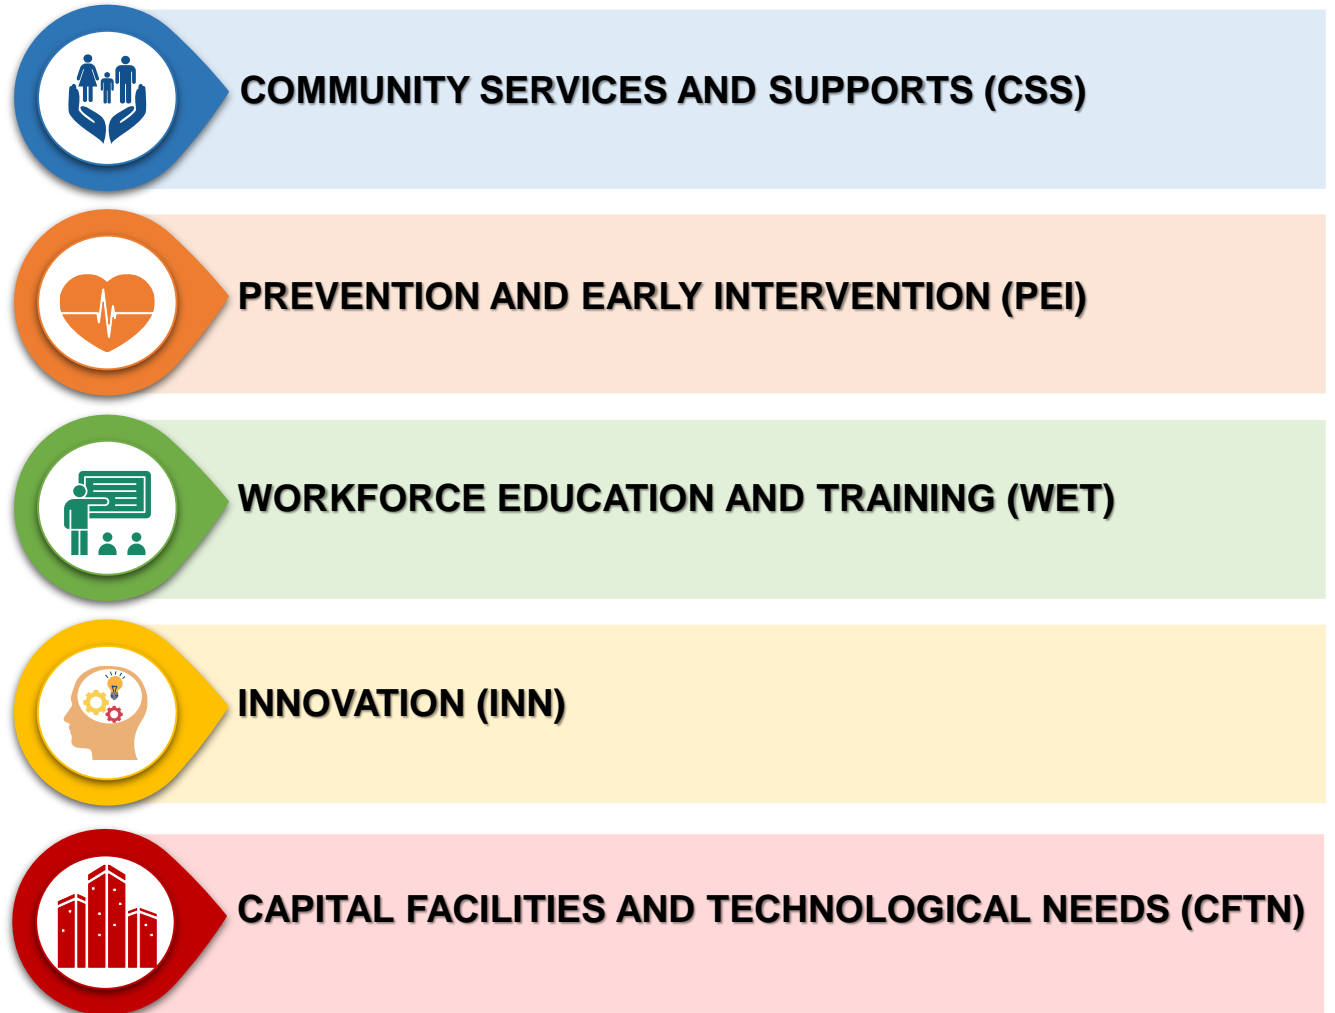 COMMUNITY SERVICES AND SUPPORTS (CSS)
PREVENTION AND EARLY INTERVENTION (PEI)
WORKFORCE EDUCATION AND TRAINING (WET)
INNOVATION (INN)
CAPITAL FACILITIES AND TECHNOLOGICAL NEEDS (CFTN)